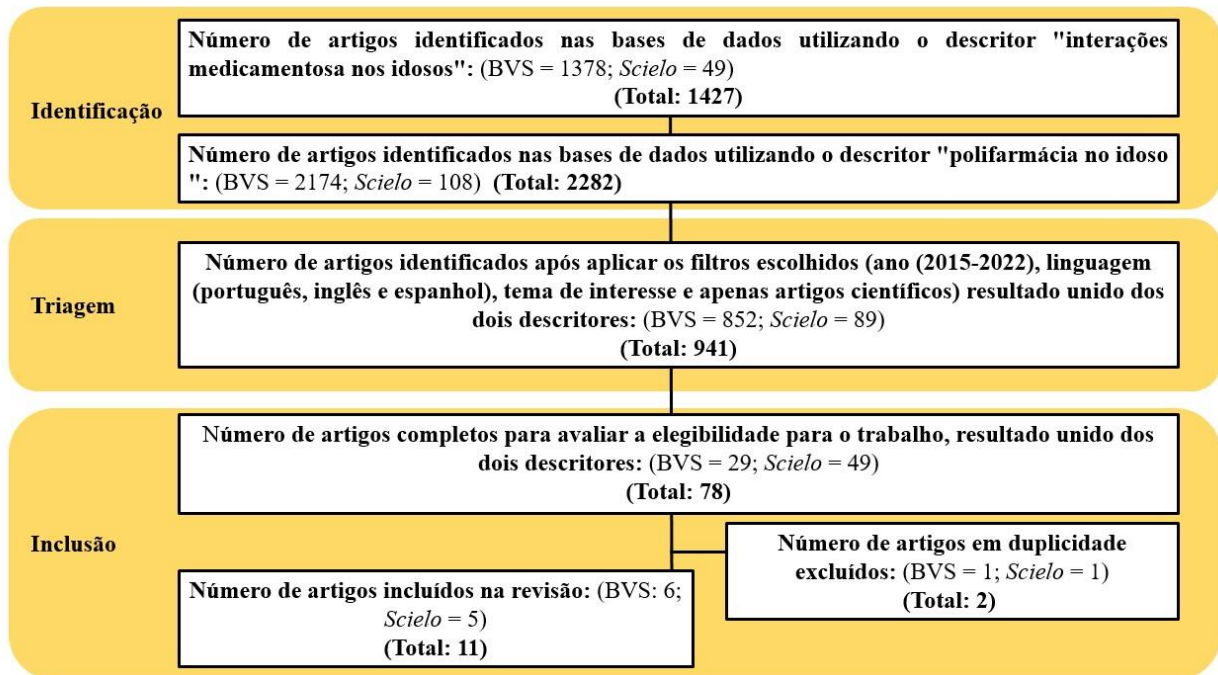 Identificação
Número de artigos identificados nas bases de dados utilizando o descritor "interações
medicamentosa nos idosos": (BVS = 1378; Scielo = 49)
(Total: 1427)
Número de artigos identificados nas bases de dados utilizando o descritor "polifarmácia no idoso
": (BVS = 2174; Scielo = 108) (Total: 2282)
Triagem
Número de artigos identificados após aplicar os filtros escolhidos (ano (2015-2022), linguagem
(português, inglês e espanhol), tema de interesse e apenas artigos científicos) resultado unido dos
dois descritores: (BVS = 852; Scielo = 89)
(Total: 941)
Inclusão
Número de artigos completos para avaliar a elegibilidade para o trabalho, resultado unido dos
dois descritores: (BVS = 29; Scielo = 49)
(Total: 78)
Número de artigos em duplicidade
excluídos: (BVS = 1; Scielo = 1)
(Total: 2)
Número de artigos incluídos na revisão: (BVS: 6;
Scielo = 5)
(Total: 11)